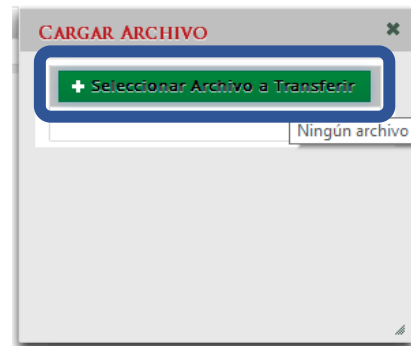 CARGAR ARCHIVO
+ Seleccionar Archivo a Transferir
Ningún archivo